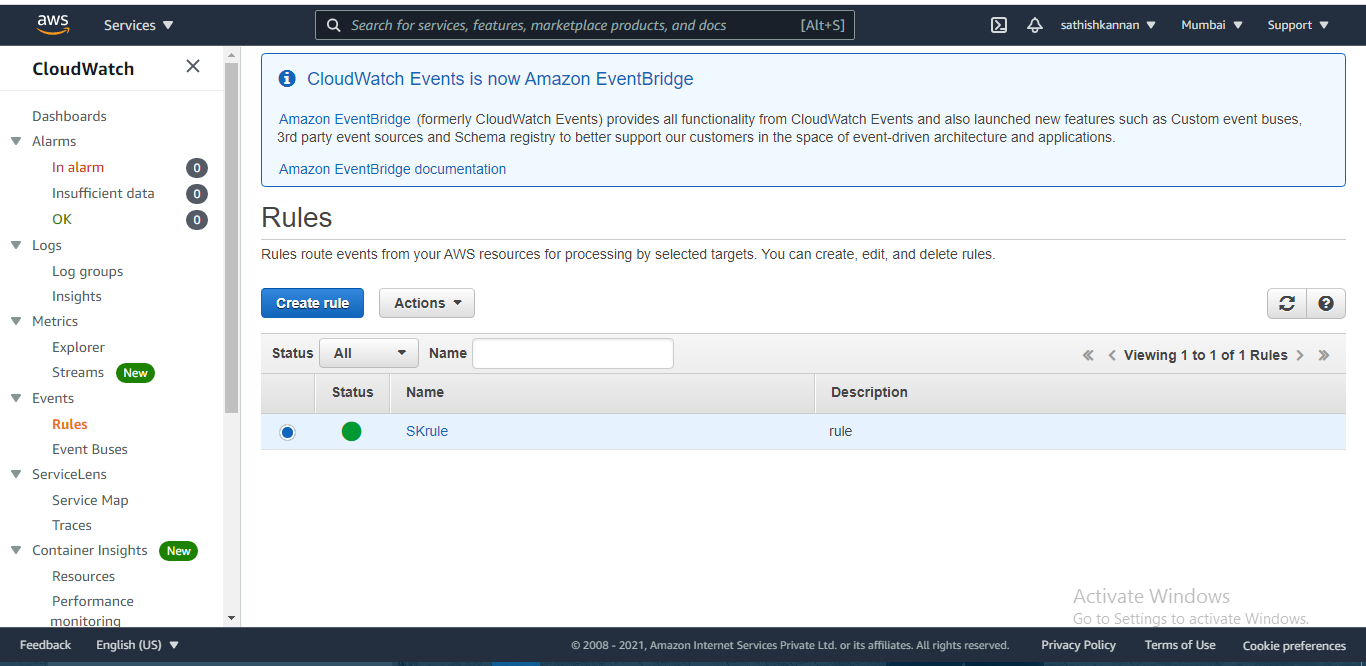 aws Services Search for services, features, marketplace products, and docs [Alt+S] sathishkannan Mumbai Support
CloudWatch
Dashboards
Alarms
In alarm 0
Insufficient data 0
OK 0
Logs
Log groups
Insights
Metrics
Explorer
Streams New
Events
Rules
Event Buses
ServiceLens
Service Map
Traces
Container Insights New
Resources
Performance
monitoring
CloudWatch Events is now Amazon EventBridge
Amazon EventBridge (formerly CloudWatch Events) provides all functionality from CloudWatch Events and also launched new features such as Custom event buses,
3rd party event sources and Schema registry to better support our customers in the space of event-driven architecture and applications.
Amazon EventBridge documentation
Rules
Rules route events from your AWS resources for processing by selected targets. You can create, edit, and delete rules.
Create rule Actions
Status All Name « < Viewing 1 to 1 of 1 Rules > »
Status Name Description
SKrule rule
Activate Windows
Go to Settings to activate Windows.
Feedback English (US) © 2008 - 2021, Amazon Internet Services Private Ltd. or its affiliates. All rights reserved. Privacy Policy Terms of Use Cookie preferences